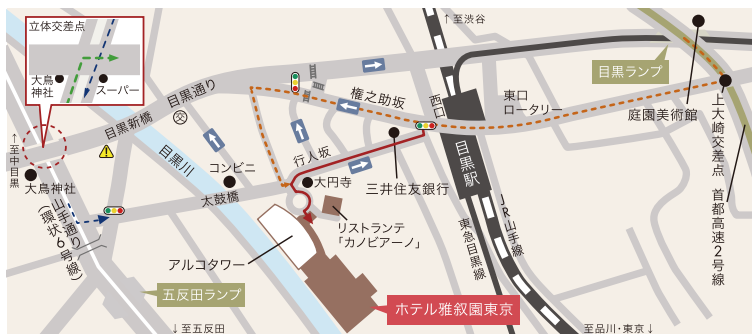 立体交差点
大鳥
神社
スーパー
↑至渋谷
目黒通り
目黒新橋
権之助坂
西口
東口
ロータリー
目黒ランプ
庭園美術館
上大崎交差点
首都高速2号線
↑至中目黒
大鳥神社
目黒川
コンビニ
行人坂
大円寺
三井住友銀行
目黒駅
太鼓橋
山手通り
(環状6号線)
リストランテ
「カノビアーノ」
アルコタワー
五反田ランプ
東急目黒線
JR山手線
ホテル雅叙園東京
↓至五反田
至品川・東京↓